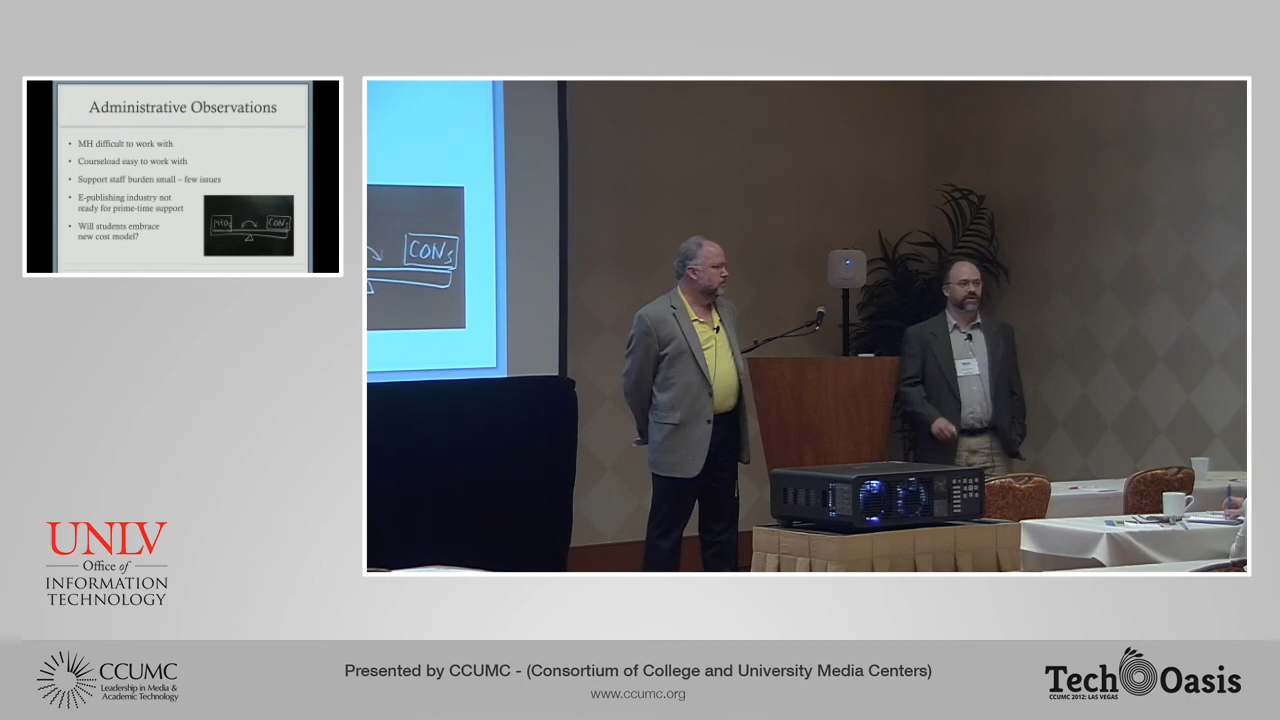 Administrative Observations
• MH difficult to work with
• Courseload easy to work with
• Support staff burden small – few issues
• E-publishing industry not
ready for prime-time support
• Will students embrace
new cost model?
PROs
CONs
CONs
UNLV
Office of
INFORMATION
TECHNOLOGY
CCUMC
Leadership in Media &
Academic Technology
Presented by CCUMC - (Consortium of College and University Media Centers)
www.ccumc.org
Tech Oasis
CCUMC 2012: LAS VEGAS